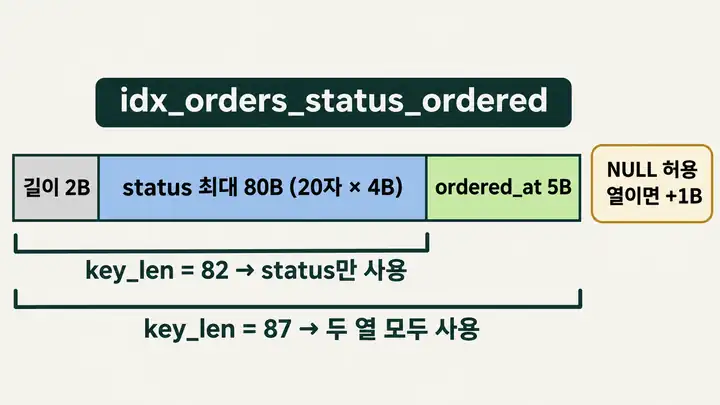 idx_orders_status_ordered
길이 2B
status 최대 80B (20자 × 4B)
ordered_at 5B
NULL 허용
열이면 +1B
key_len = 82 → status만 사용
key_len = 87 → 두 열 모두 사용